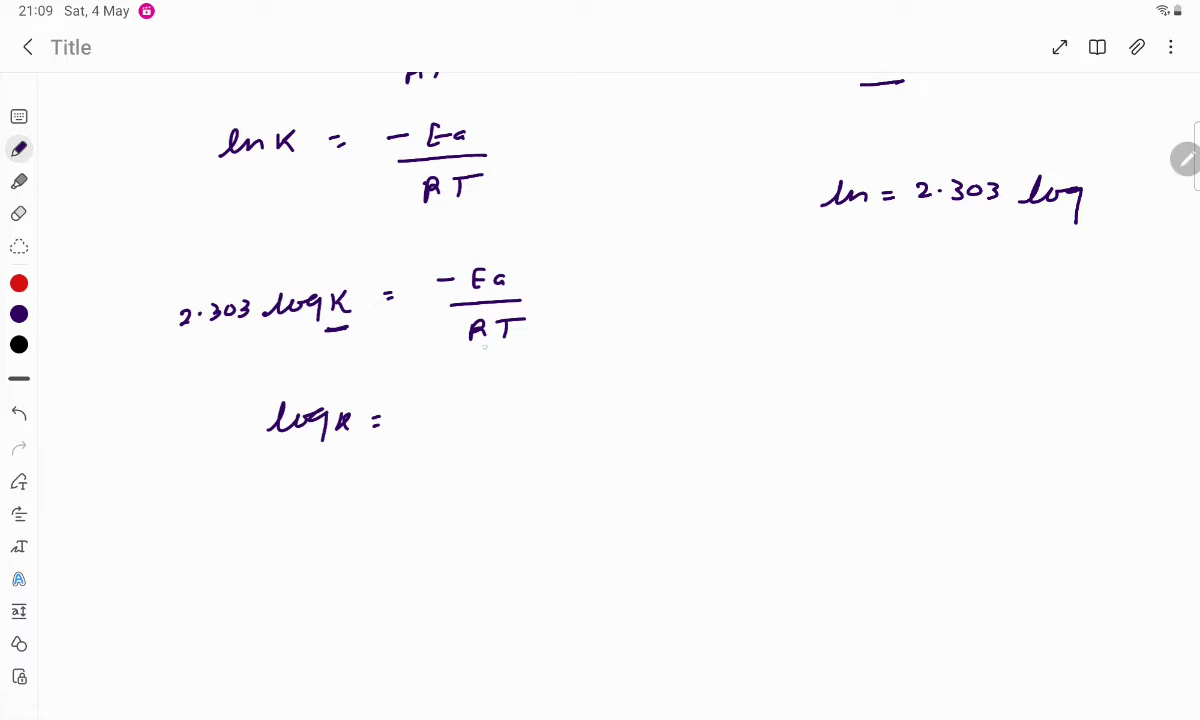 21:09 Sat, 4 May
Title
RT
ln K = - Ea / RT
ln = 2.303 log
2.303 log K = - Ea / RT
log k =